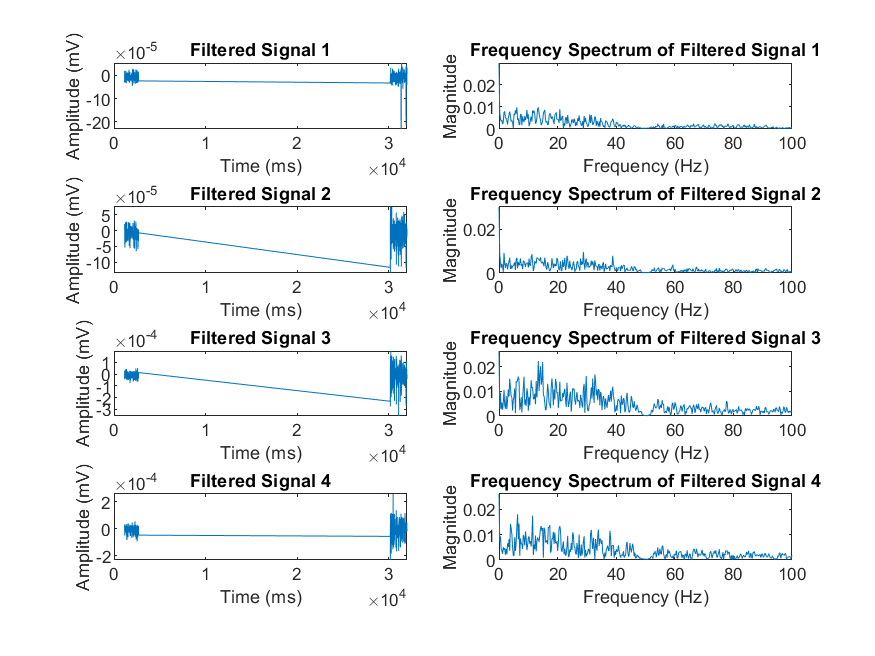 ×10^-5 Filtered Signal 1
Amplitude (mV)
0
-10
-20
0 1 2 3
Time (ms) ×10^4
Frequency Spectrum of Filtered Signal 1
Magnitude
0.02
0.01
0
0 20 40 60 80 100
Frequency (Hz)
×10^-5 Filtered Signal 2
Amplitude (mV)
5
0
-5
-10
0 1 2 3
Time (ms) ×10^4
Frequency Spectrum of Filtered Signal 2
Magnitude
0.02
0
0 20 40 60 80 100
Frequency (Hz)
×10^-4 Filtered Signal 3
Amplitude (mV)
1
0
-1
-2
-3
0 1 2 3
Time (ms) ×10^4
Frequency Spectrum of Filtered Signal 3
Magnitude
0.02
0.01
0
0 20 40 60 80 100
Frequency (Hz)
×10^-4 Filtered Signal 4
Amplitude (mV)
2
0
-2
0 1 2 3
Time (ms) ×10^4
Frequency Spectrum of Filtered Signal 4
Magnitude
0.02
0.01
0
0 20 40 60 80 100
Frequency (Hz)